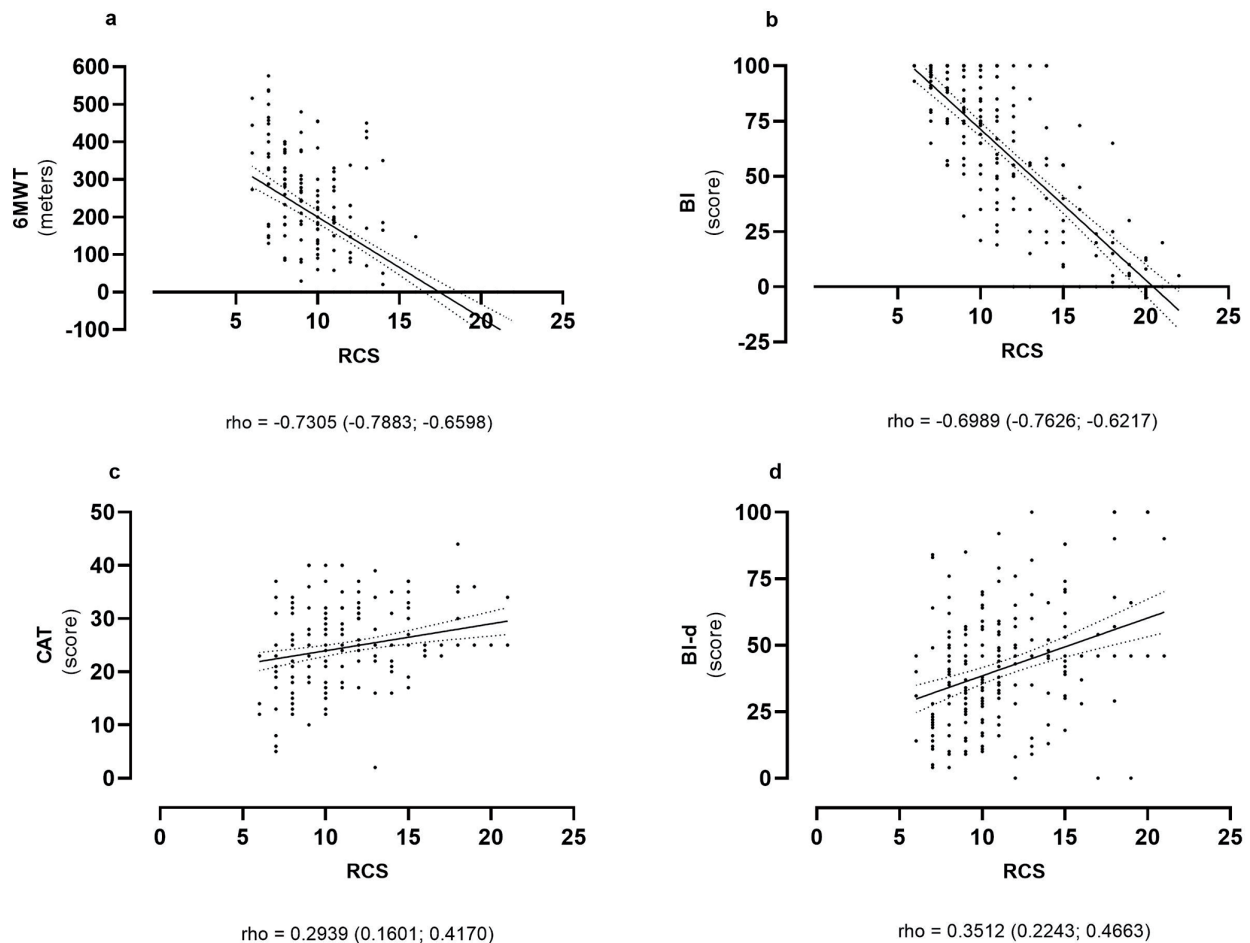 a
600
500
400
300
200
100
0
-100
6MWT
(meters)
5
10
15
20
25
RCS
rho = -0.7305 (-0.7883; -0.6598)
b
100
75
50
25
0
-25
BI
(score)
5
10
15
20
25
RCS
rho = -0.6989 (-0.7626; -0.6217)
c
50
40
30
20
10
0
CAT
(score)
0
5
10
15
20
25
RCS
rho = 0.2939 (0.1601; 0.4170)
d
100
75
50
25
0
BI-d
(score)
0
5
10
15
20
25
RCS
rho = 0.3512 (0.2243; 0.4663)